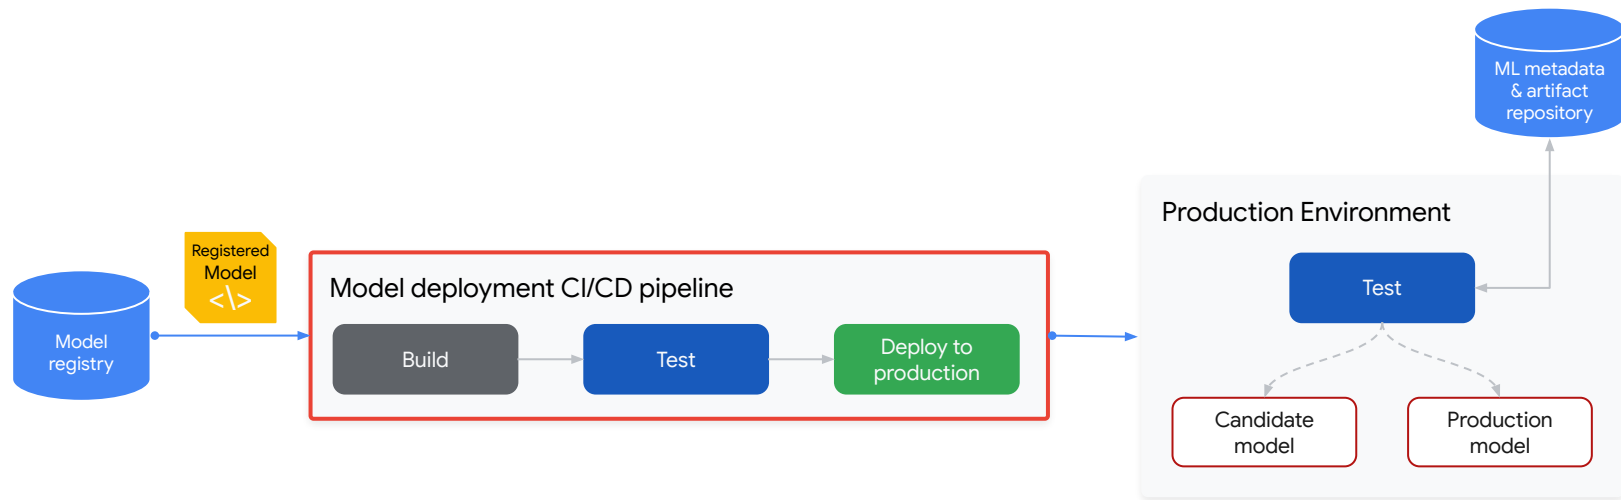 ML metadata
& artifact
repository
Production Environment
Registered
Model
<\>
Model deployment CI/CD pipeline
Test
Model
registry
Build
Test
Deploy to
production
Candidate
model
Production
model